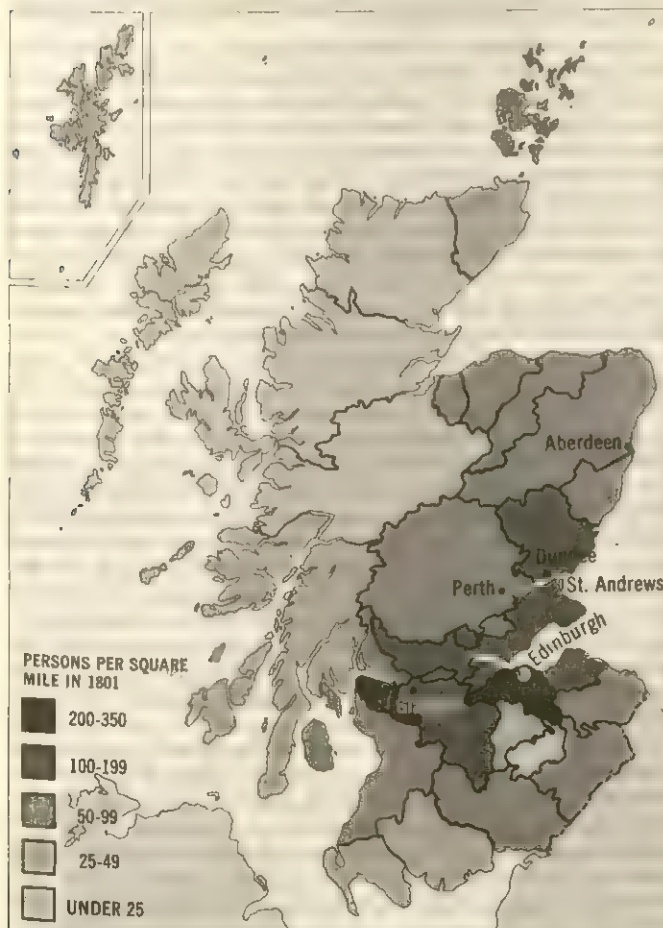 Aberdeen
Dundee
Perth
St. Andrews
Edinburgh
PERSONS PER SQUARE
MILE IN 1801
200-350
100-199
50-99
25-49
UNDER 25